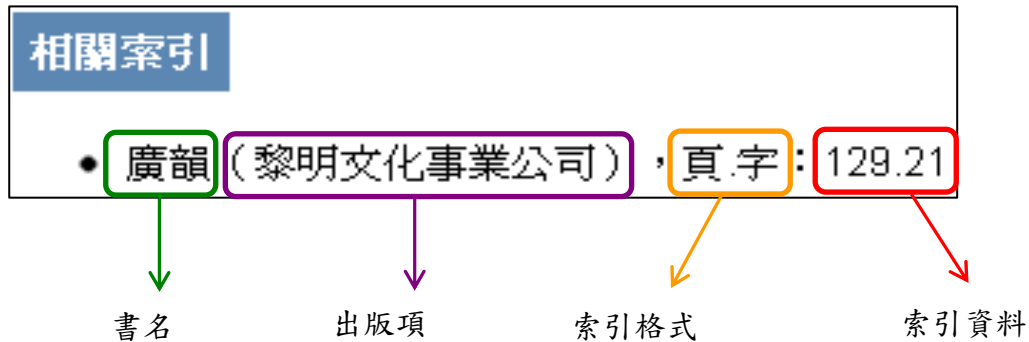 相關索引
• 廣韻（黎明文化事業公司），頁.字：129.21
書名 出版項 索引格式 索引資料